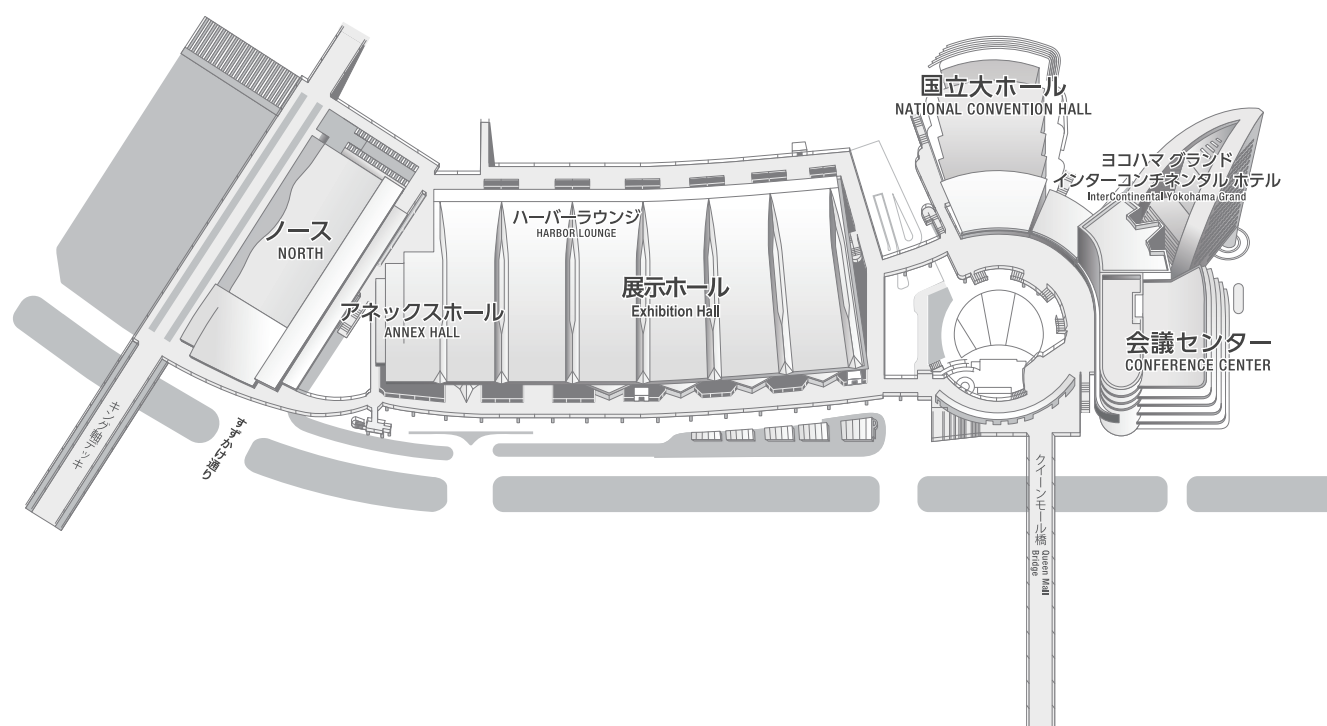 国立大ホール
NATIONAL CONVENTION HALL
ヨコハマ グランド
インターコンチネンタル ホテル
InterContinental Yokohama Grand
ノース
NORTH
ハーバーラウンジ
HARBOR LOUNGE
展示ホール
Exhibition Hall
アネックスホール
ANNEX HALL
会議センター
CONFERENCE CENTER
キング軸デッキ
すずかけ通り
クイーンモール橋
Queen Mall
Bridge